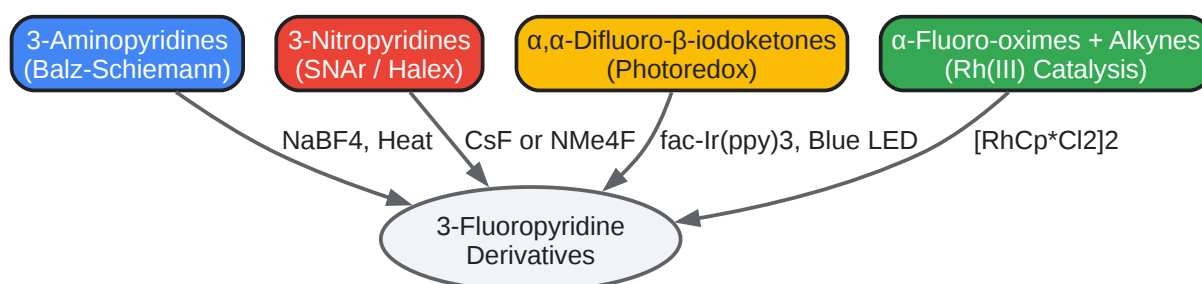 3-Aminopyridines
(Balz-Schiemann)
3-Nitropyridines
(SNAr / Halex)
α,α-Difluoro-β-iodoketones
(Photoredox)
α-Fluoro-oximes + Alkynes
(Rh(III) Catalysis)
NaBF4, Heat
CsF or NMe4F
fac-Ir(ppy)3, Blue LED
[RhCp*Cl2]2
3-Fluoropyridine
Derivatives